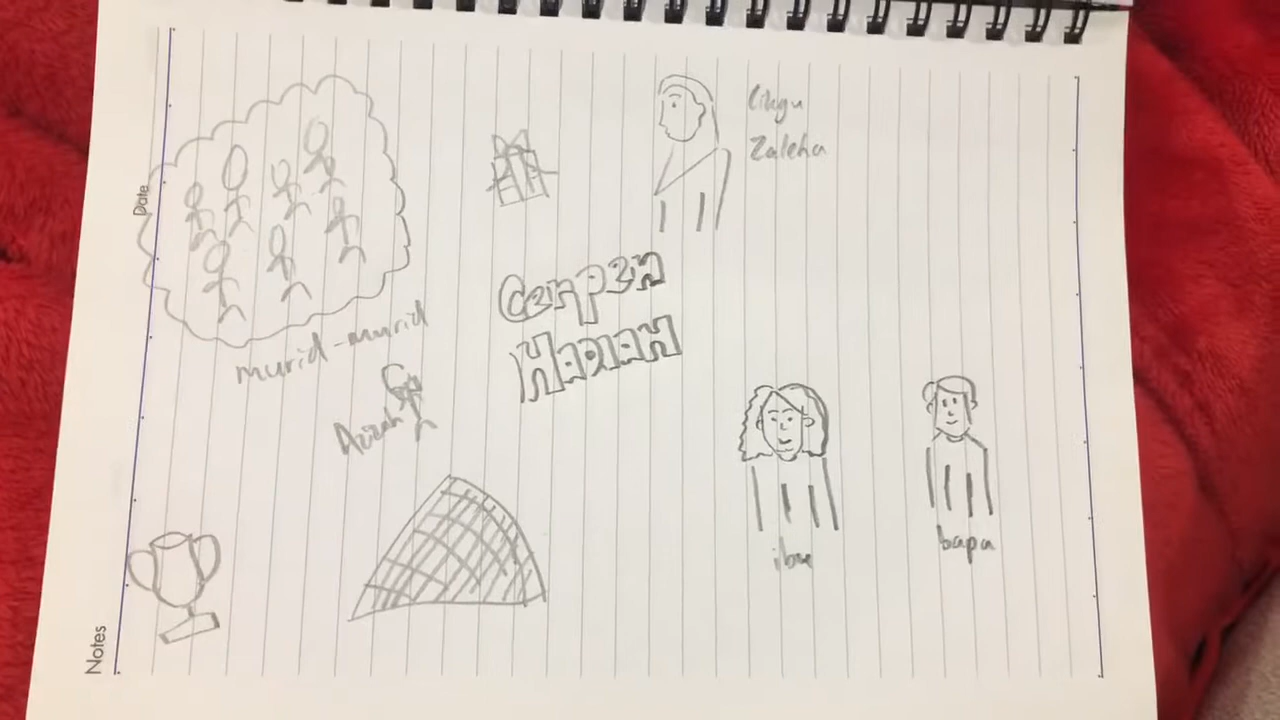 Date
Cikgu
Zaleha
Cerpen
Hadiah
murid-murid
Azizah
ibu
bapa
Notes